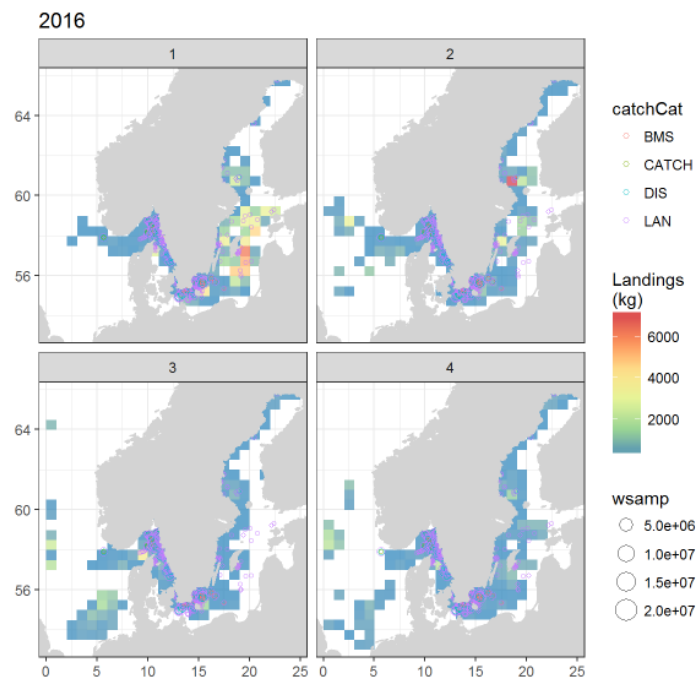 2016
1
2
64
60
56
3
4
64
60
56
0
5
10
15
20
25
0
5
10
15
20
25
catchCat
BMS
CATCH
DIS
LAN
Landings
(kg)
6000
4000
2000
wsamp
5.0e+06
1.0e+07
1.5e+07
2.0e+07